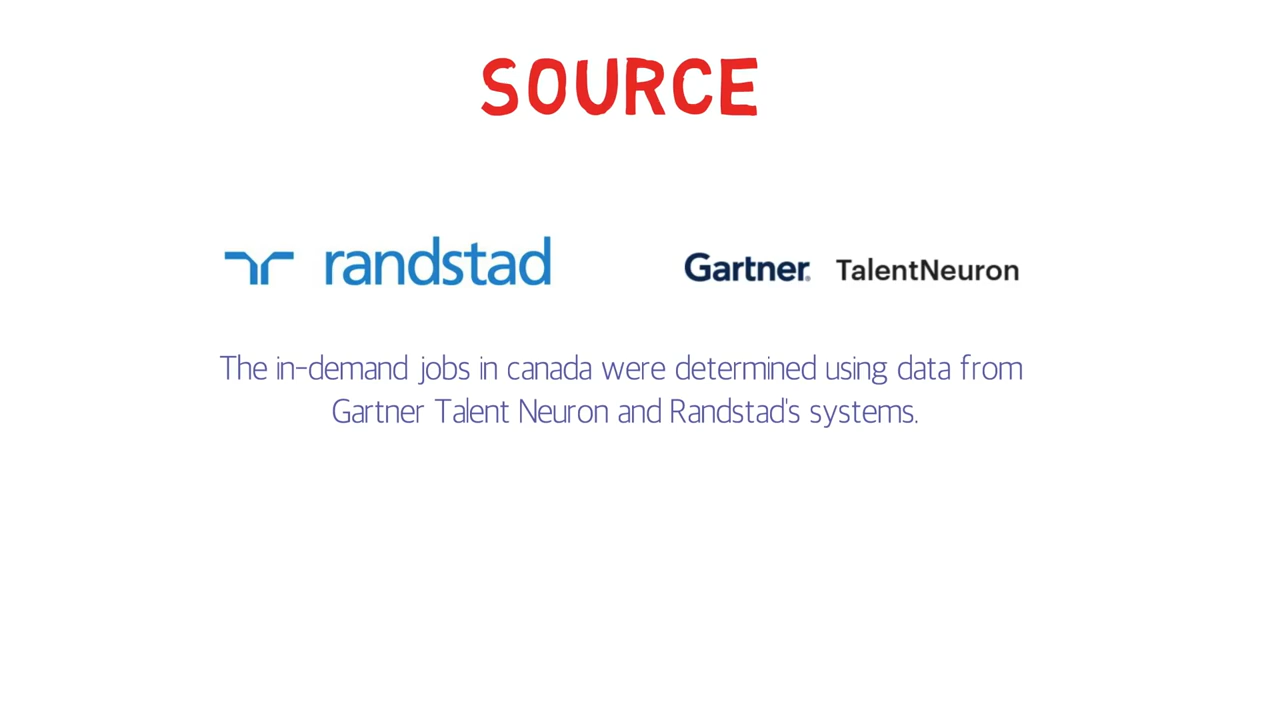 SOURCE
randstad
Gartner® TalentNeuron
The in-demand jobs in canada were determined using data from
Gartner Talent Neuron and Randstad's systems.